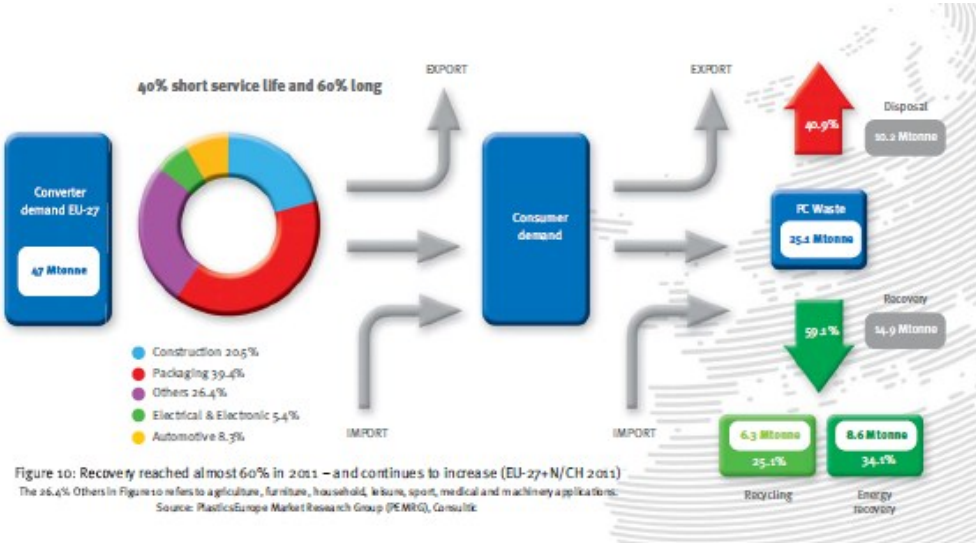 40% short service life and 60% long
Converter
demand EU-27
47 Mtonne
Construction 20.5%
Packaging 39.4%
Others 26.4%
Electrical & Electronic 5.4%
Automotive 8.3%
EXPORT
IMPORT
Consumer
demand
EXPORT
IMPORT
40.9%
Disposal
10.2 Mtonne
PC Waste
25.1 Mtonne
59.1%
Recovery
14.9 Mtonne
6.3 Mtonne
25.1%
Recycling
8.6 Mtonne
34.1%
Energy
recovery
Figure 10: Recovery reached almost 60% in 2011 – and continues to increase (EU-27+N/CH 2011)
The 26.4% Others in Figure 10 refers to agriculture, furniture, household, leisure, sport, medical and machinery applications.
Source: PlasticsEurope Market Research Group (PEMRG), Consultic